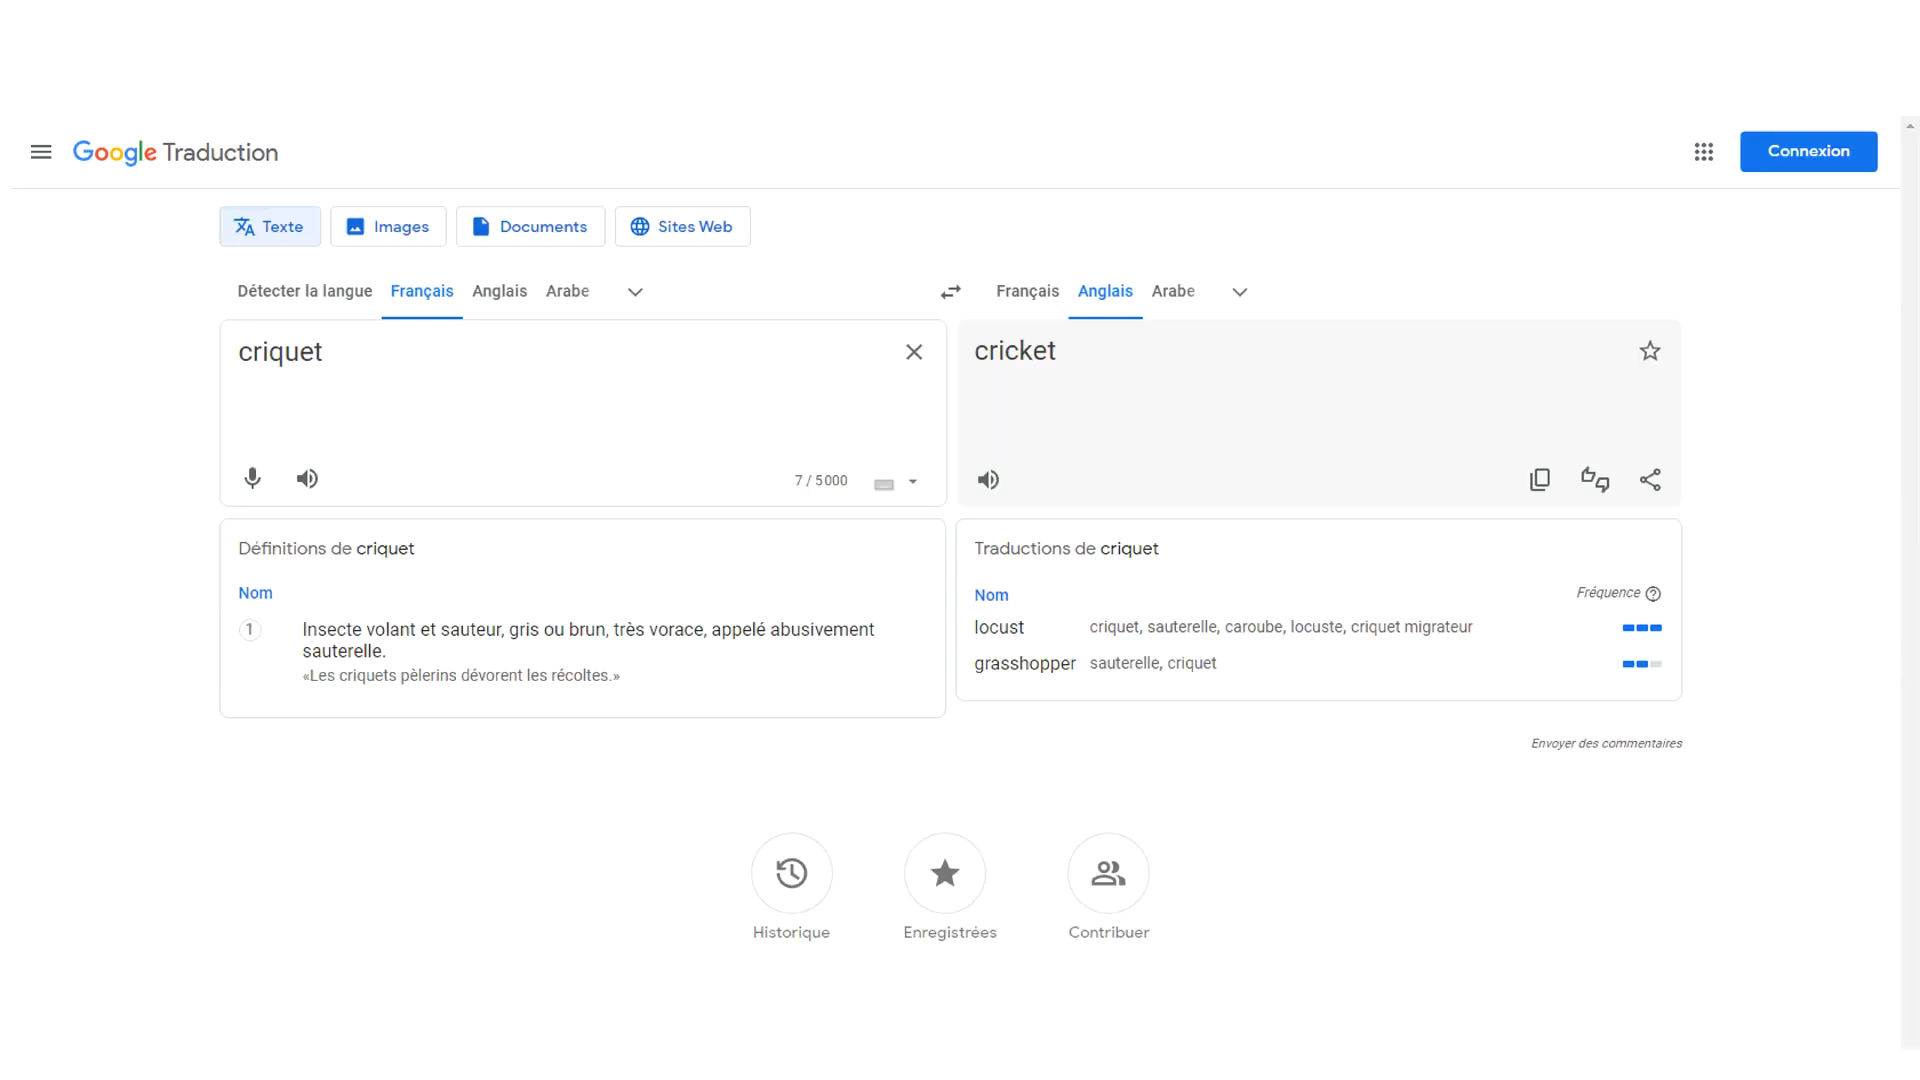 Google Traduction
Connexion
Texte
Images
Documents
Sites Web
Détecter la langue
Français
Anglais
Arabe
Français
Anglais
Arabe
criquet
7 / 5000
cricket
Définitions de criquet
Nom
1
Insecte volant et sauteur, gris ou brun, très vorace, appelé abusivement
sauterelle.
«Les criquets pèlerins dévorent les récoltes.»
Traductions de criquet
Nom
Fréquence
locust
criquet, sauterelle, caroube, locuste, criquet migrateur
grasshopper
sauterelle, criquet
Envoyer des commentaires
Historique
Enregistrées
Contribuer